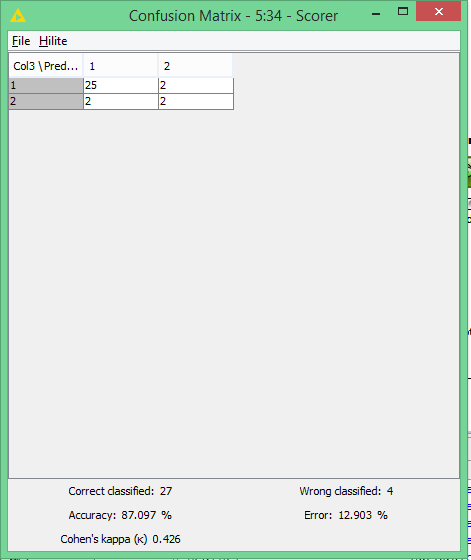 Confusion Matrix - 5:34 - Scorer
File Hilite
Col3 \ Pred... 1 2
1 25 2
2 2 2
Correct classified: 27 Wrong classified: 4
Accuracy: 87.097 % Error: 12.903 %
Cohen's kappa (κ) 0.426